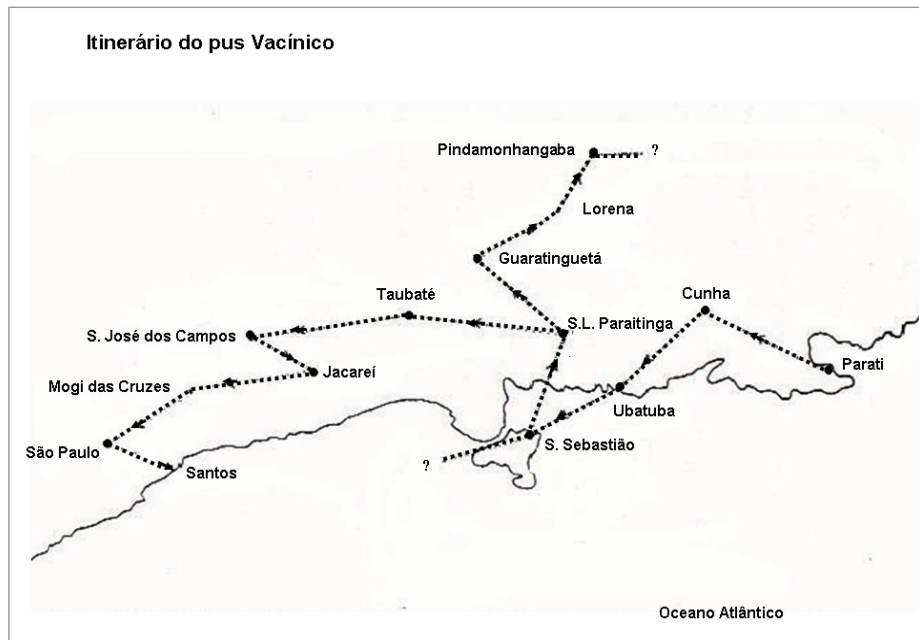 Itinerário do pus Vacínico
Pindamonhangaba
?
Lorena
Guaratinguetá
Taubaté
Cunha
S. José dos Campos
S.L. Paraitinga
Jacareí
Parati
Mogi das Cruzes
Ubatuba
S. Sebastião
São Paulo
?
Santos
Oceano Atlântico